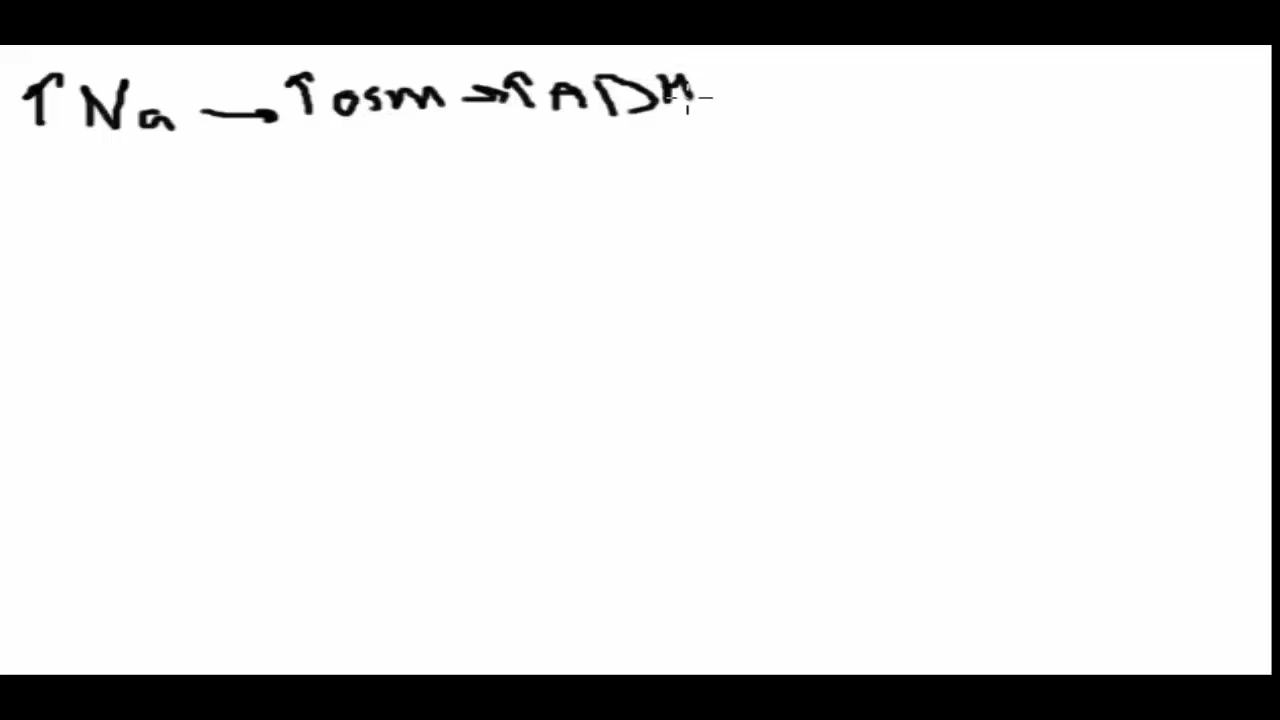 ↑ Na → ↑ osm → ↑ ADH